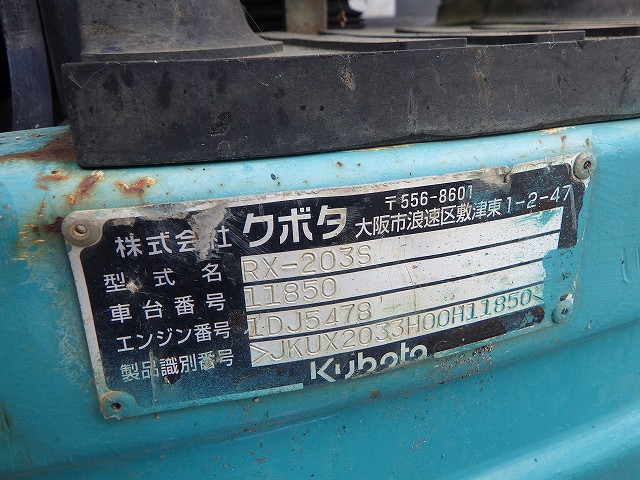 株式会社 クボタ 〒556-8601
大阪市浪速区敷津東1-2-47
型式名 RX-203S
車台番号 11850
エンジン番号 1DJ5478
製品識別番号 >JKUX2033H00H11850<
Kubota